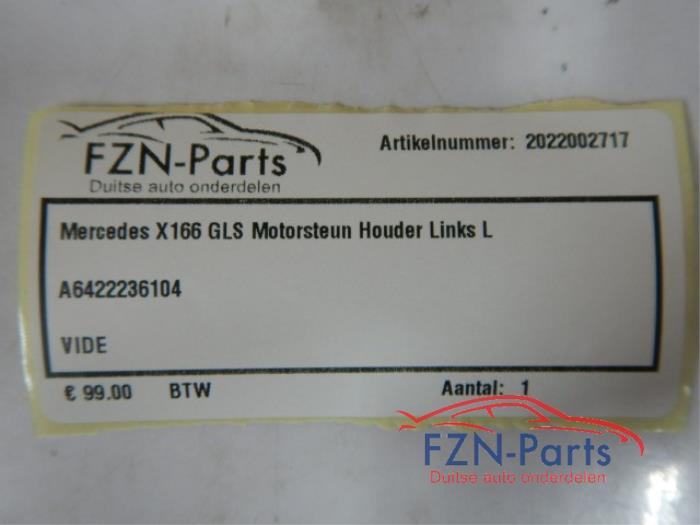 FZN-Parts
Duitse auto onderdelen
Artikelnummer: 2022002717
Mercedes X166 GLS Motorsteun Houder Links L
A6422236104
VIDE
€ 99.00 BTW Aantal: 1
FZN-Parts
Duitse auto onderdelen